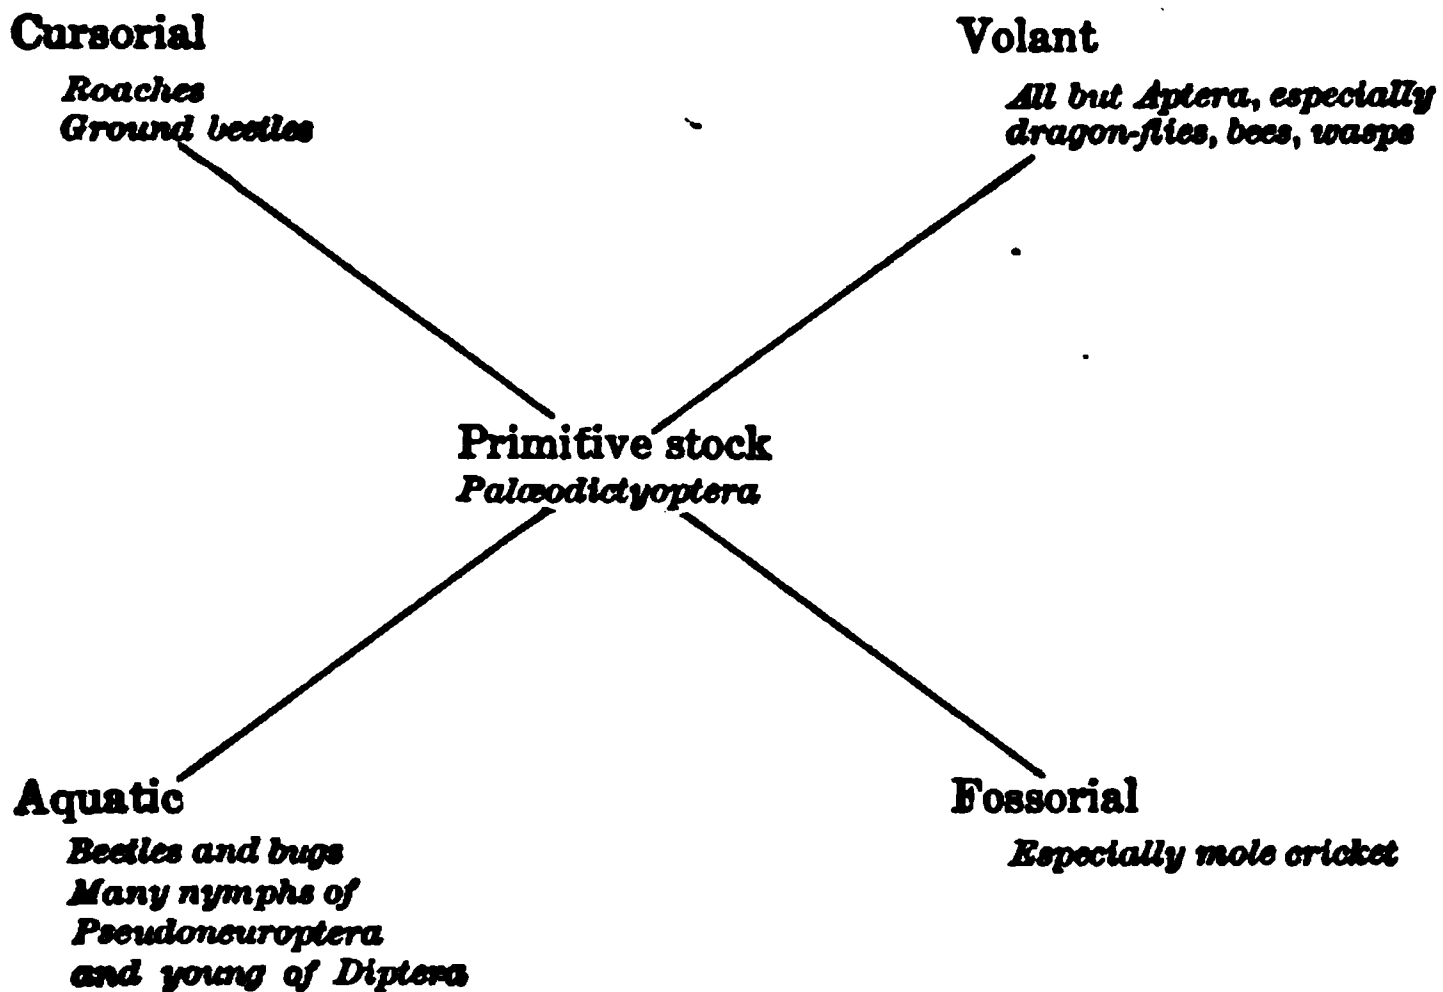 Cursorial
Roaches
Ground beetles
Volant
All but Aptera, especially
dragon-flies, bees, wasps
Primitive stock
Palæodictyoptera
Aquatic
Beetles and bugs
Many nymphs of
Pseudoneuroptera
and young of Diptera
Fossorial
Especially mole cricket